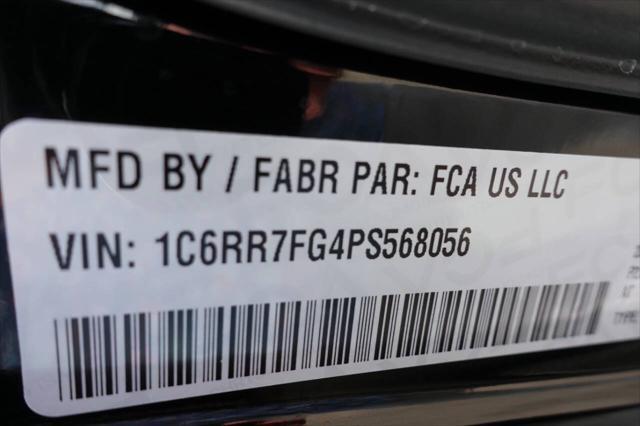 MFD BY / FABR PAR: FCA US LLC
VIN: 1C6RR7FG4PS568056